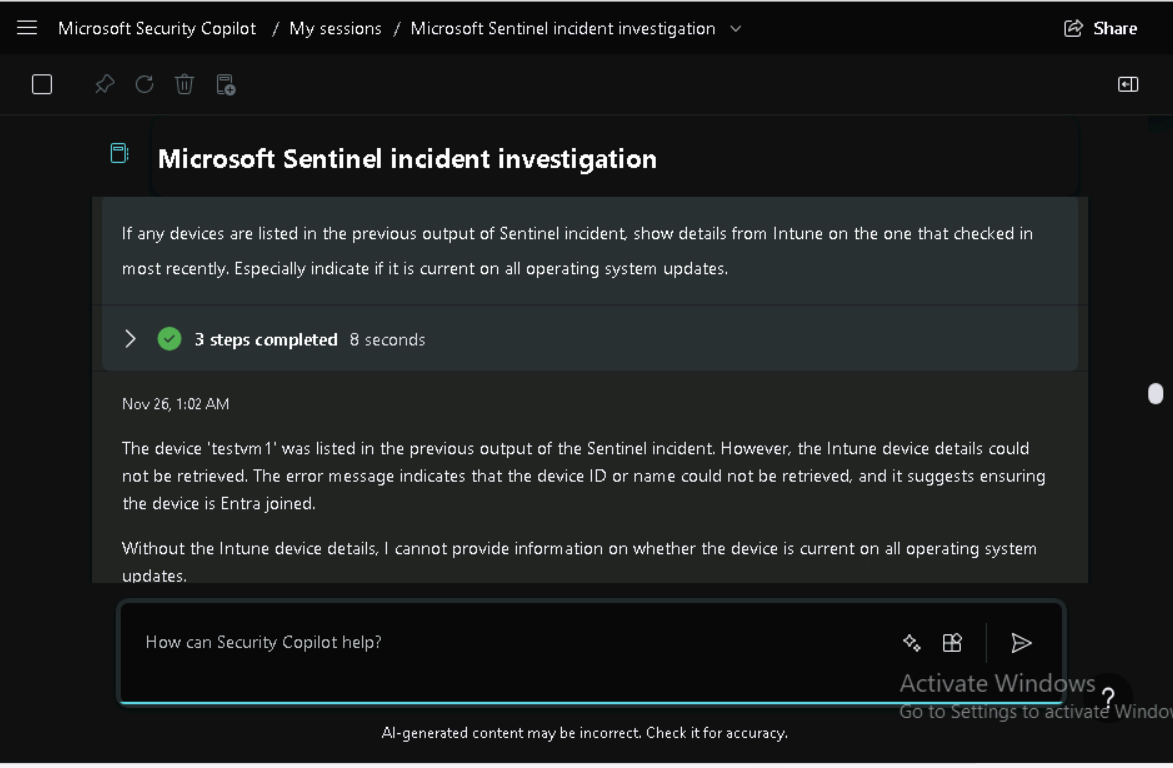 Microsoft Security Copilot / My sessions / Microsoft Sentinel incident investigation
Share
Microsoft Sentinel incident investigation
If any devices are listed in the previous output of Sentinel incident, show details from Intune on the one that checked in
most recently. Especially indicate if it is current on all operating system updates.
3 steps completed 8 seconds
Nov 26, 1:02 AM
The device 'testvm1' was listed in the previous output of the Sentinel incident. However, the Intune device details could
not be retrieved. The error message indicates that the device ID or name could not be retrieved, and it suggests ensuring
the device is Entra joined.
Without the Intune device details, I cannot provide information on whether the device is current on all operating system
updates.
How can Security Copilot help?
Activate Windows
Go to Settings to activate Windov
?
AI-generated content may be incorrect. Check it for accuracy.